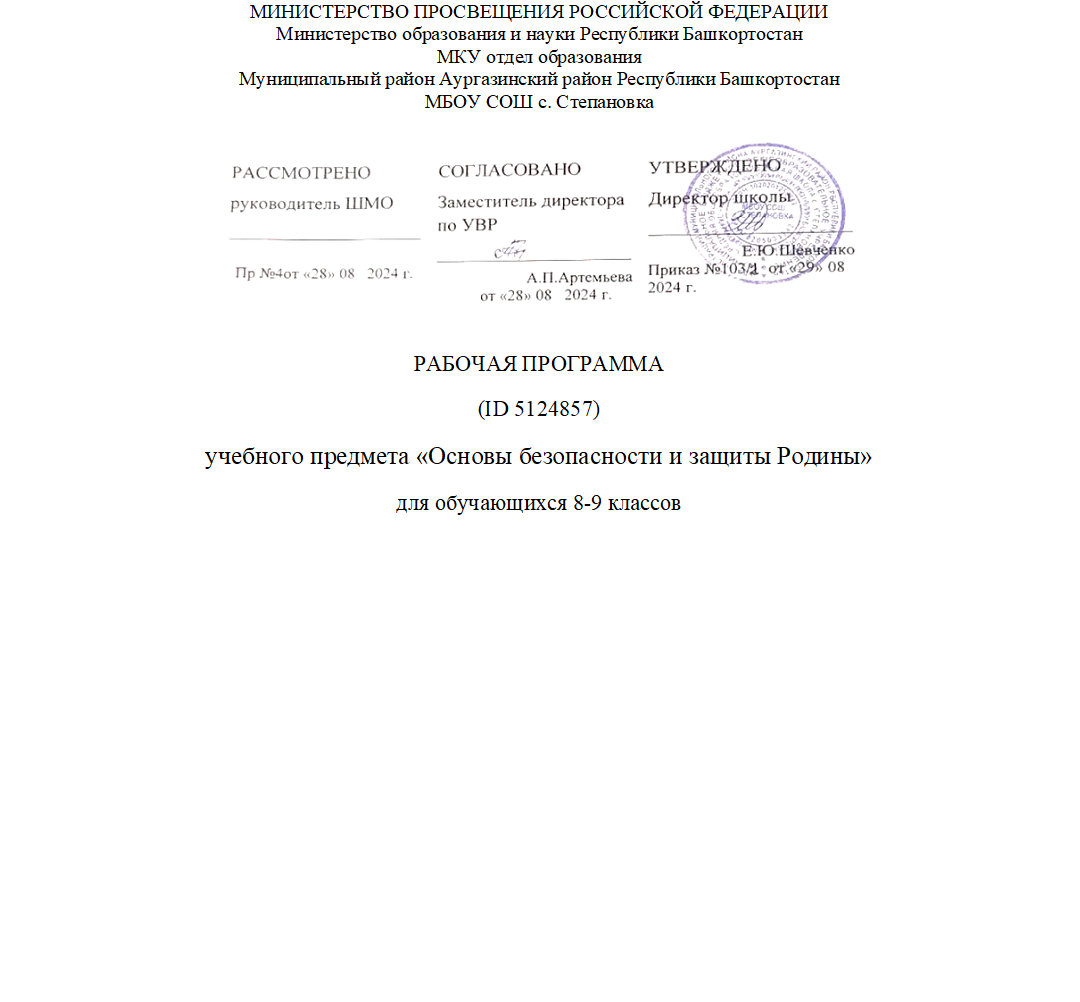 МИНИСТЕРСТВО ПРОСВЕЩЕНИЯ РОССИЙСКОЙ ФЕДЕРАЦИИ
Министерство образования и науки Республики Башкортостан
МКУ отдел образования
Муниципальный район Аургазинский район Республики Башкортостан
МБОУ СОШ с. Степановка
РАССМОТРЕНО
руководитель ШМО
Пр №4от «28» 08 2024 г.
СОГЛАСОВАНО
Заместитель директора
по УВР
А.П.Артемьева
от «28» 08 2024 г.
УТВЕРЖДЕНО
Директор школы
Е.Ю.Шевченко
Приказ №103/1 от «29» 08
2024 г.
МБОУ СОШ
РАБОЧАЯ ПРОГРАММА
(ID 5124857)
учебного предмета «Основы безопасности и защиты Родины»
для обучающихся 8-9 классов